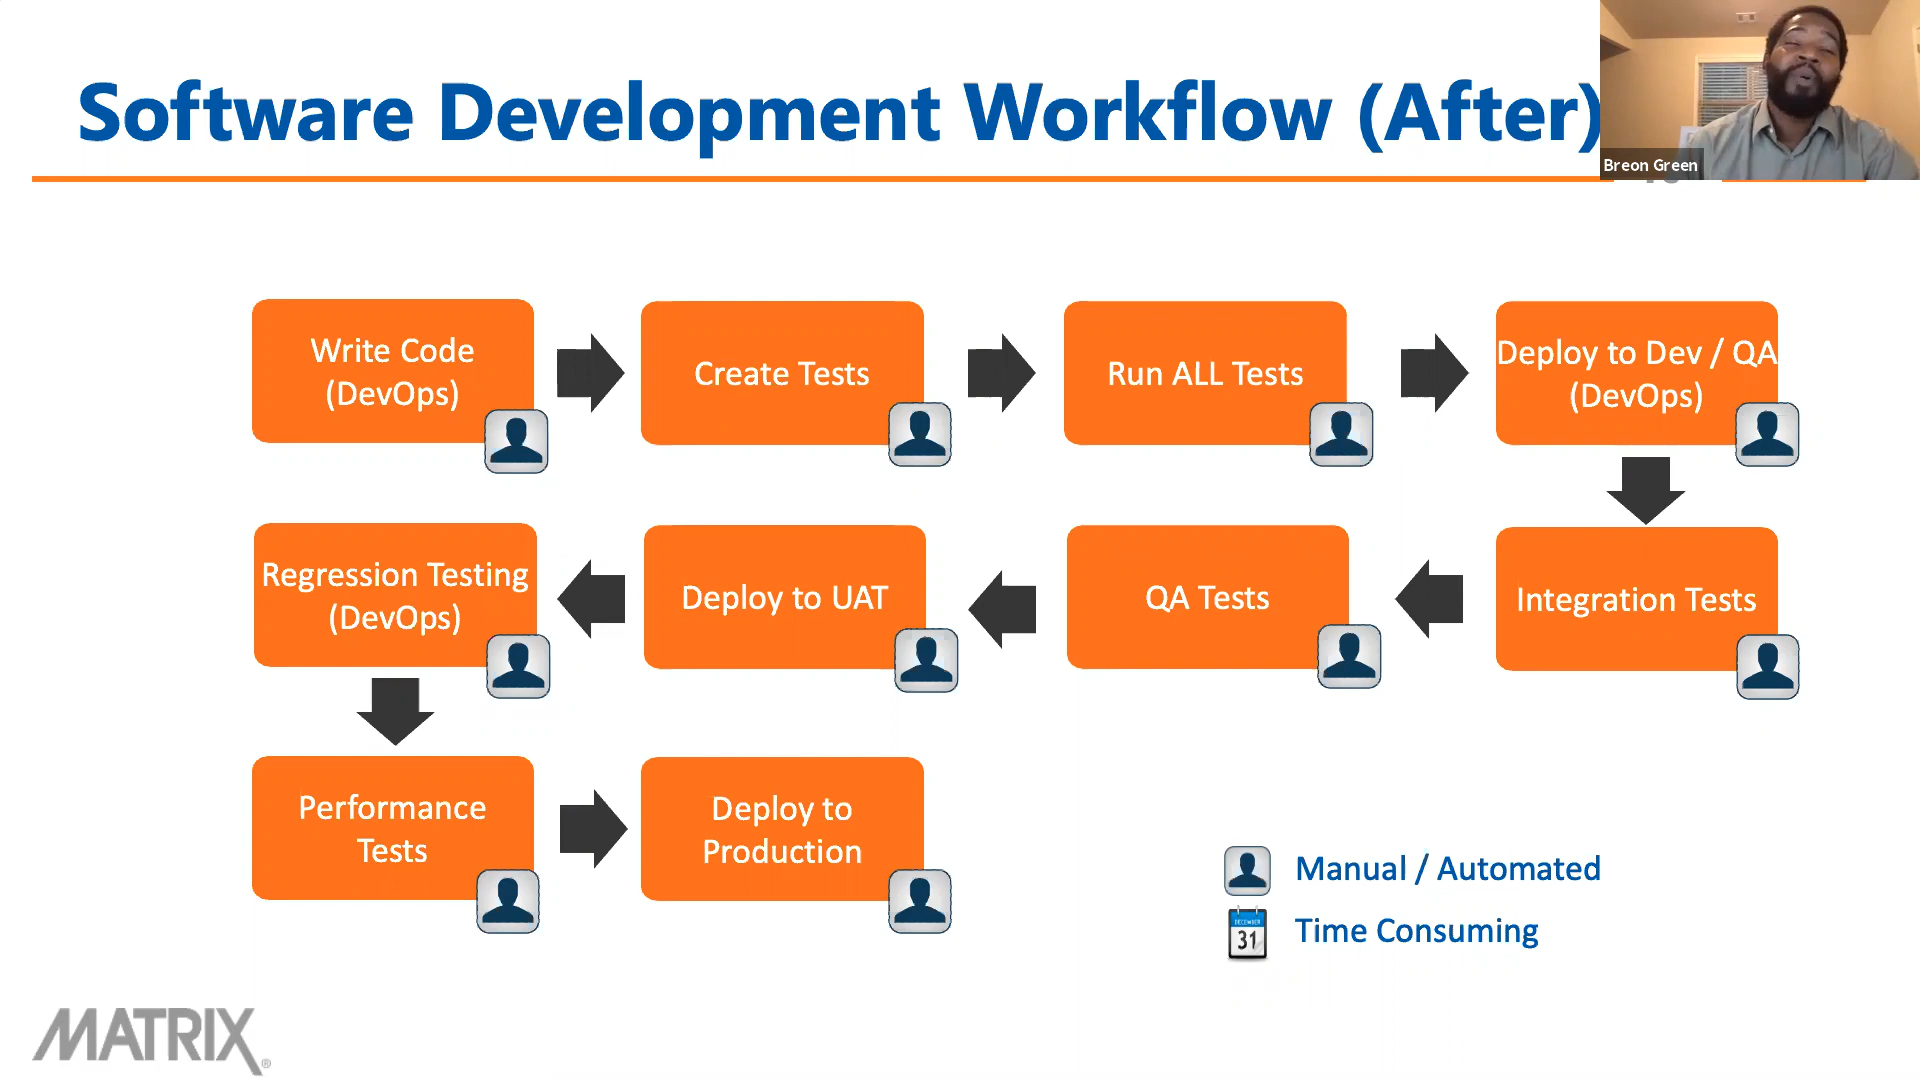 Software Development Workflow (After)
Breon Green
Write Code
(DevOps)
Create Tests
Run ALL Tests
Deploy to Dev / QA
(DevOps)
Regression Testing
(DevOps)
Deploy to UAT
QA Tests
Integration Tests
Performance
Tests
Deploy to
Production
Manual / Automated
DECEMBER
31
Time Consuming
MATRIX®